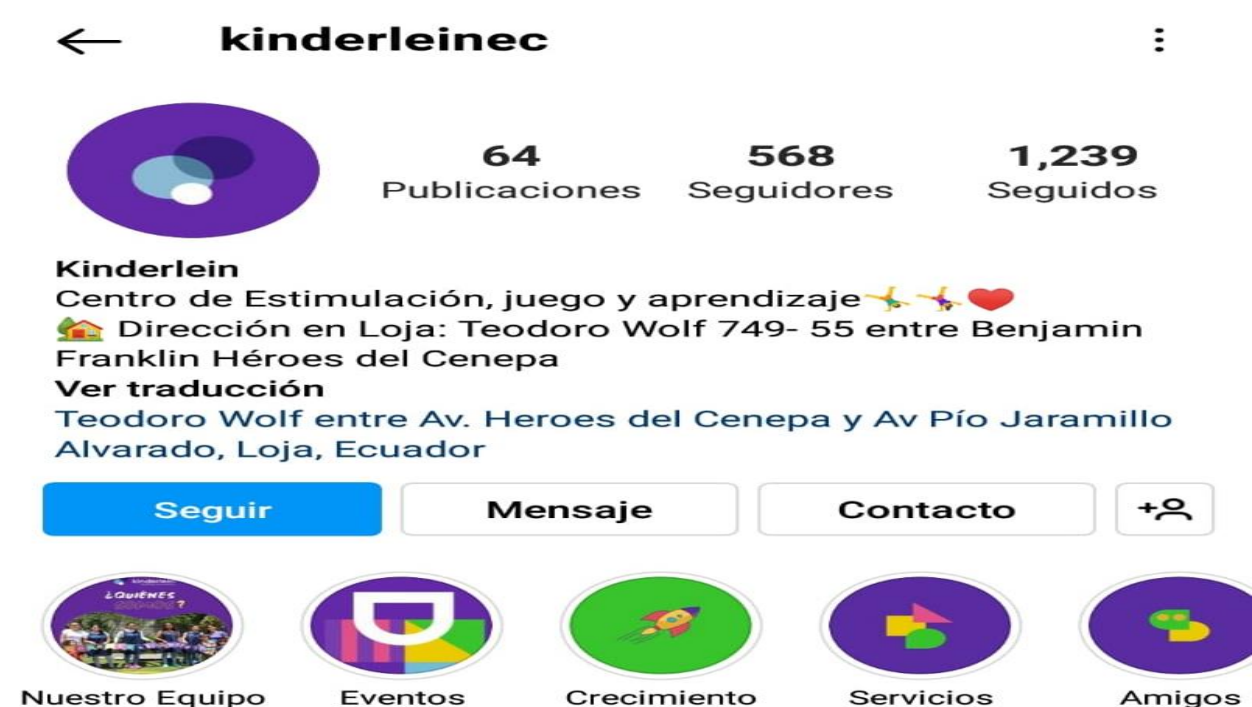 kinderleinec
64 568 1,239
Publicaciones Seguidores Seguidos
Kinderlein
Centro de Estimulación, juego y aprendizaje🤸‍♂️🤸‍♀️❤️
🏡 Dirección en Loja: Teodoro Wolf 749- 55 entre Benjamin
Franklin Héroes del Cenepa
Ver traducción
Teodoro Wolf entre Av. Heroes del Cenepa y Av Pío Jaramillo
Alvarado, Loja, Ecuador
Seguir Mensaje Contacto
kinderlein
¿QUIÉNES
SOMOS?
Nuestro Equipo Eventos Crecimiento Servicios Amigos